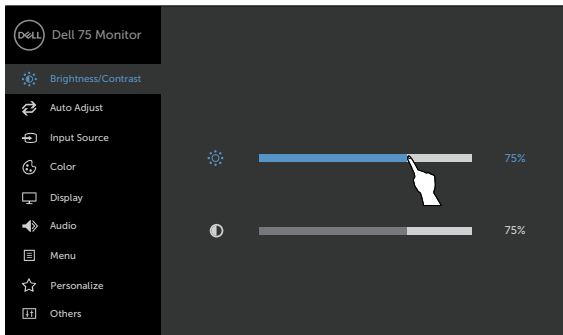 DELL Dell 75 Monitor
Brightness/Contrast
Auto Adjust
Input Source
Color
Display
Audio
Menu
Personalize
Others
75%
75%